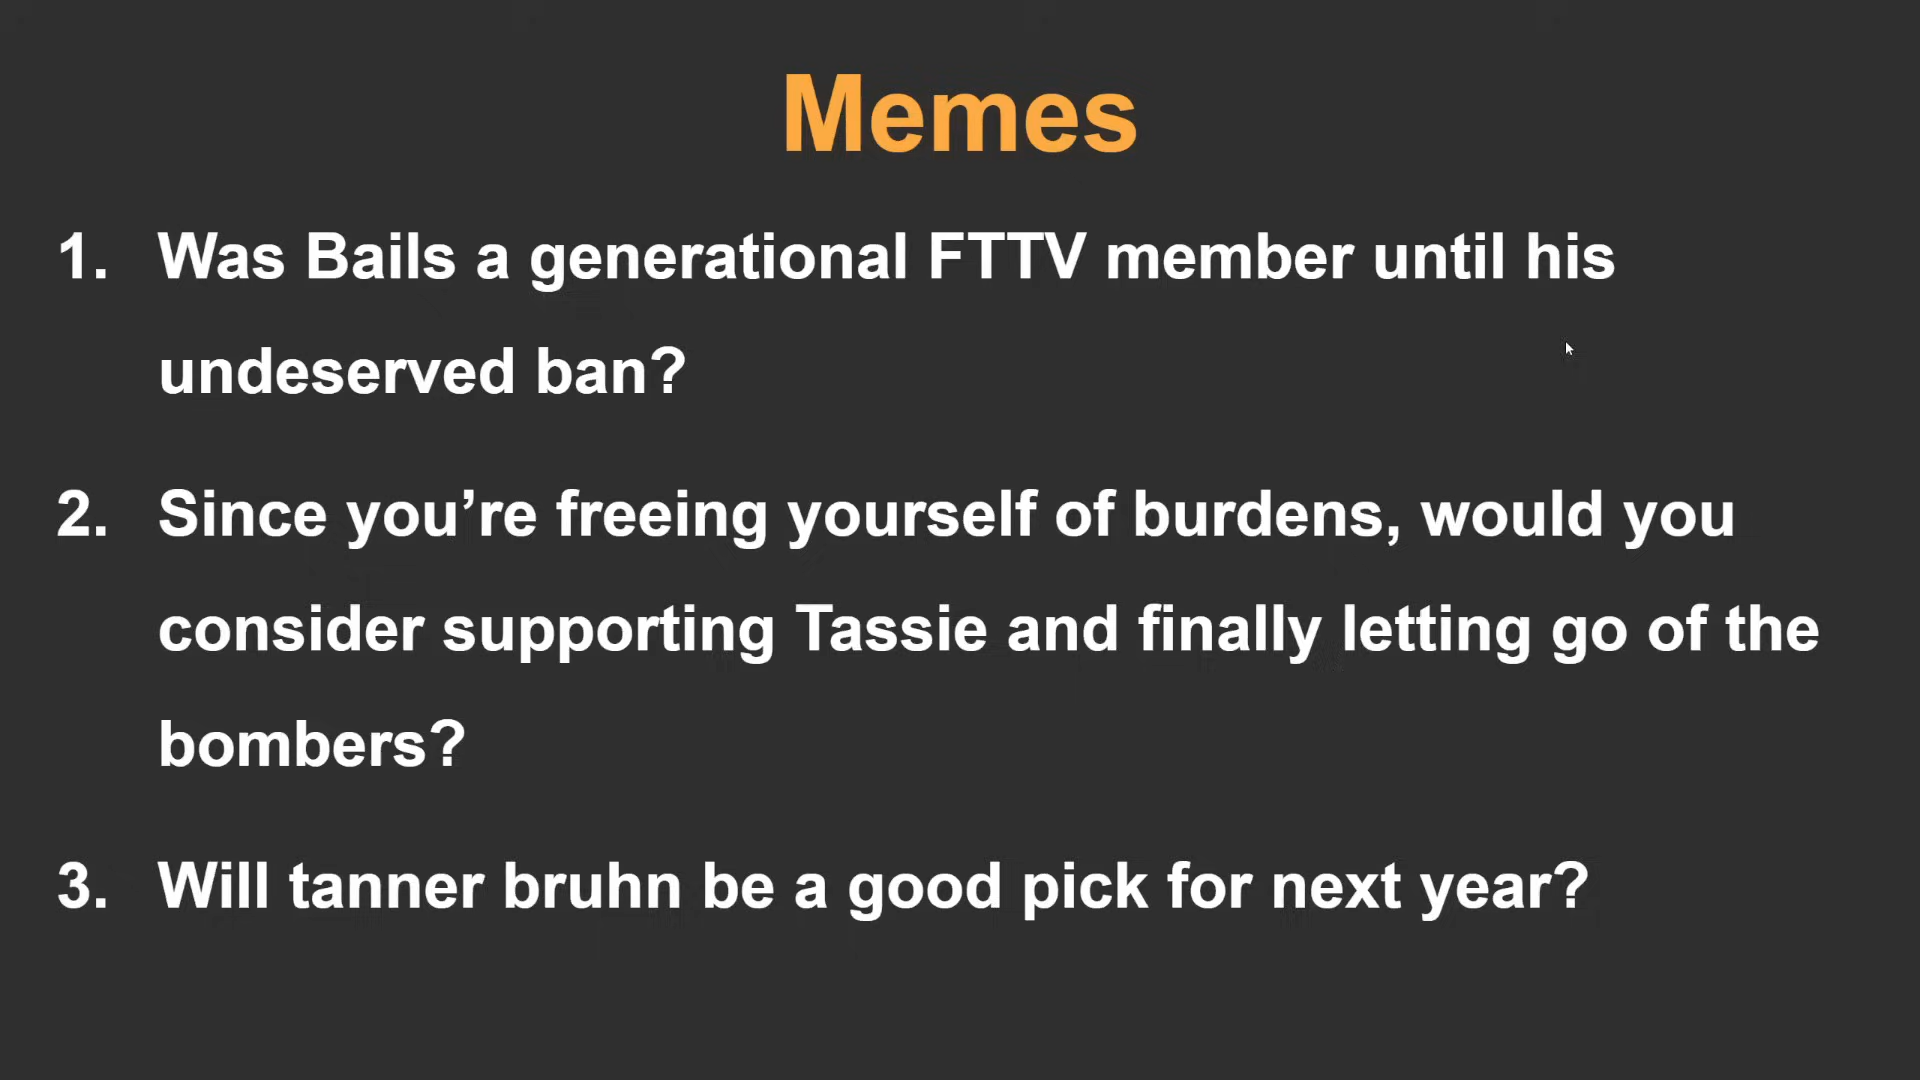 Memes
1. Was Bails a generational FTTV member until his
undeserved ban?
2. Since you’re freeing yourself of burdens, would you
consider supporting Tassie and finally letting go of the
bombers?
3. Will tanner bruhn be a good pick for next year?